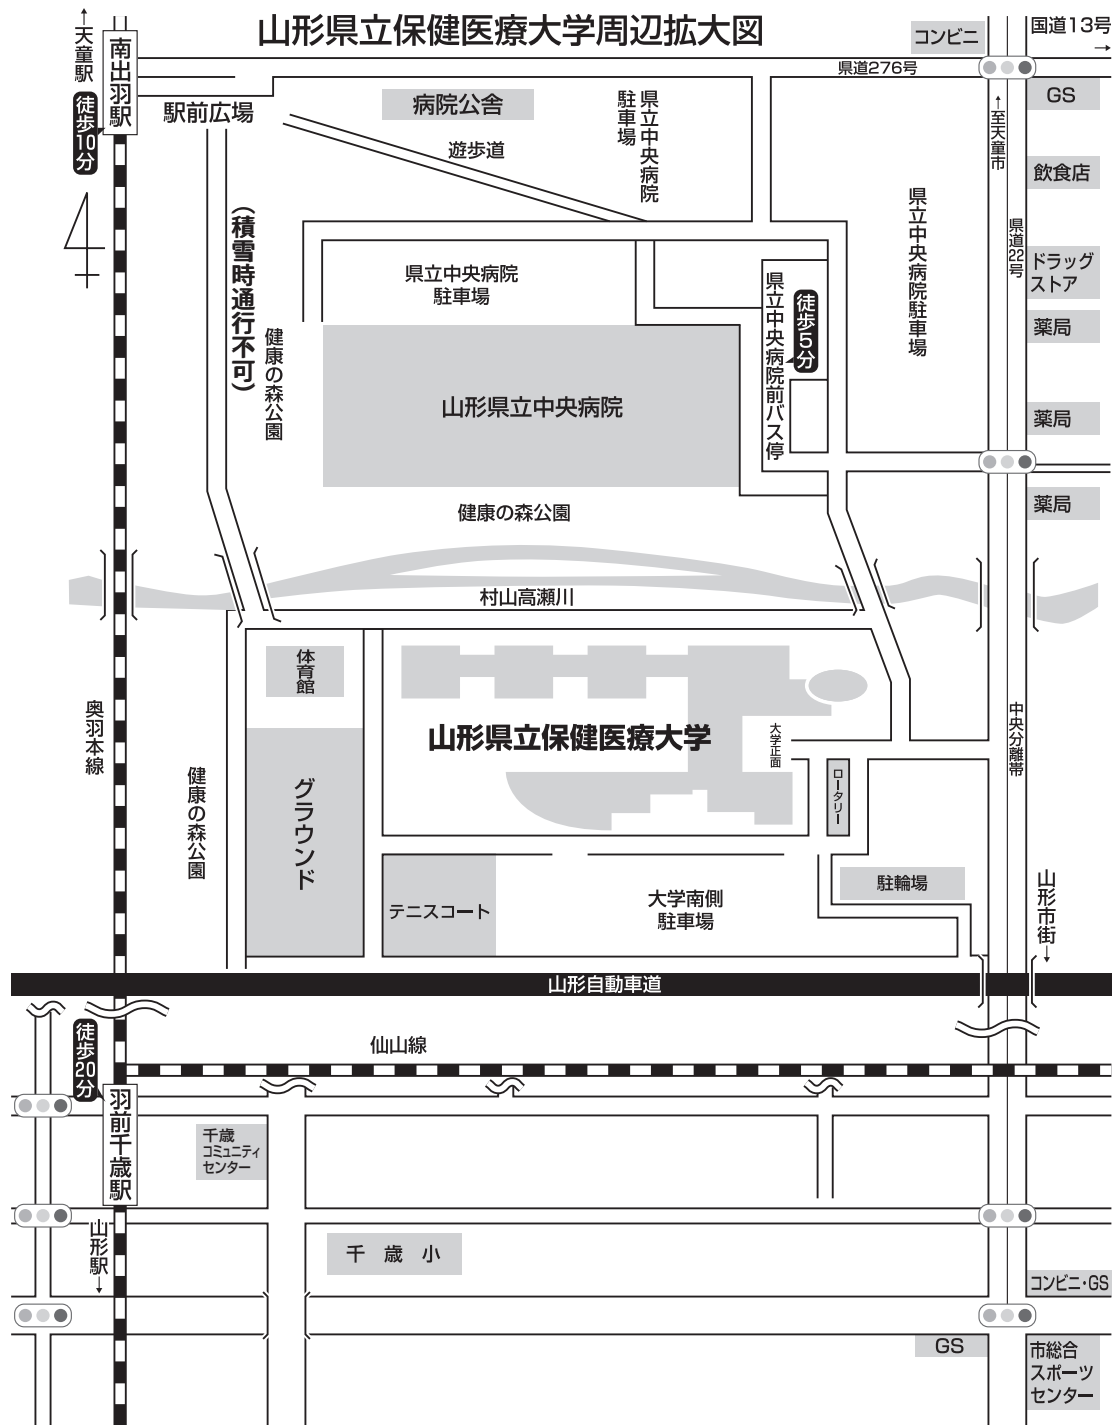 山形県立保健医療大学周辺拡大図
↑天童駅
南出羽駅
徒歩10分
コンビニ
国道13号
→
県道276号
駅前広場
病院公舎
遊歩道
県立中央病院
駐車場
↑至天童市
GS
飲食店
県立中央病院駐車場
県道22号
ドラッグ
ストア
薬局
薬局
薬局
(積雪時通行不可)
健康の森公園
県立中央病院
駐車場
県立中央病院前バス停
徒歩5分
山形県立中央病院
健康の森公園
村山高瀬川
体育館
山形県立保健医療大学
大学正面
ロータリー
中央分離帯
奥羽本線
健康の森公園
グラウンド
テニスコート
大学南側
駐車場
駐輪場
山形市街↓
山形自動車道
徒歩20分
仙山線
羽前千歳駅
千歳
コミュニティ
センター
山形駅↓
千 歳 小
コンビニ・GS
GS
市総合
スポーツ
センター